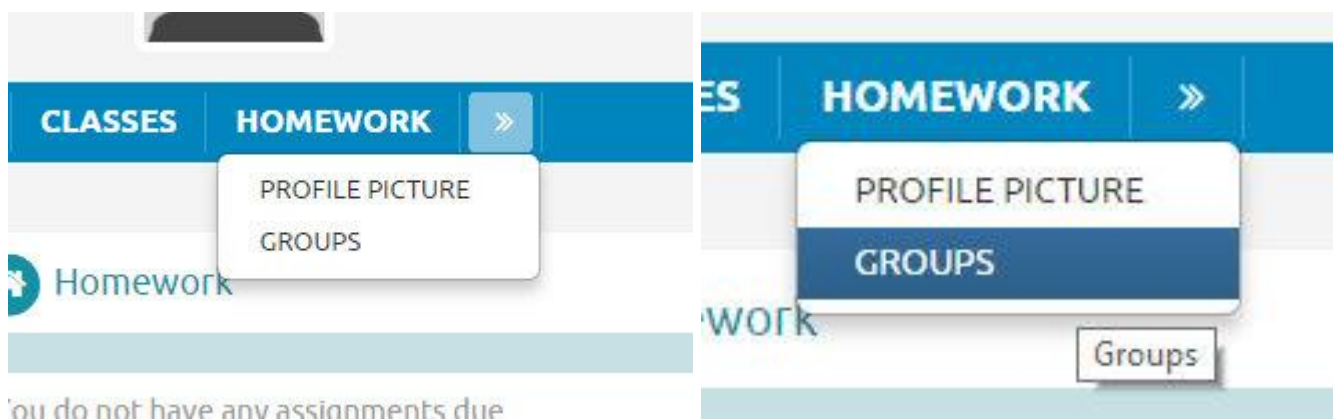 CLASSES HOMEWORK »
PROFILE PICTURE
GROUPS
Homework
ou do not have any assignments due
ES HOMEWORK »
PROFILE PICTURE
GROUPS
work
Groups